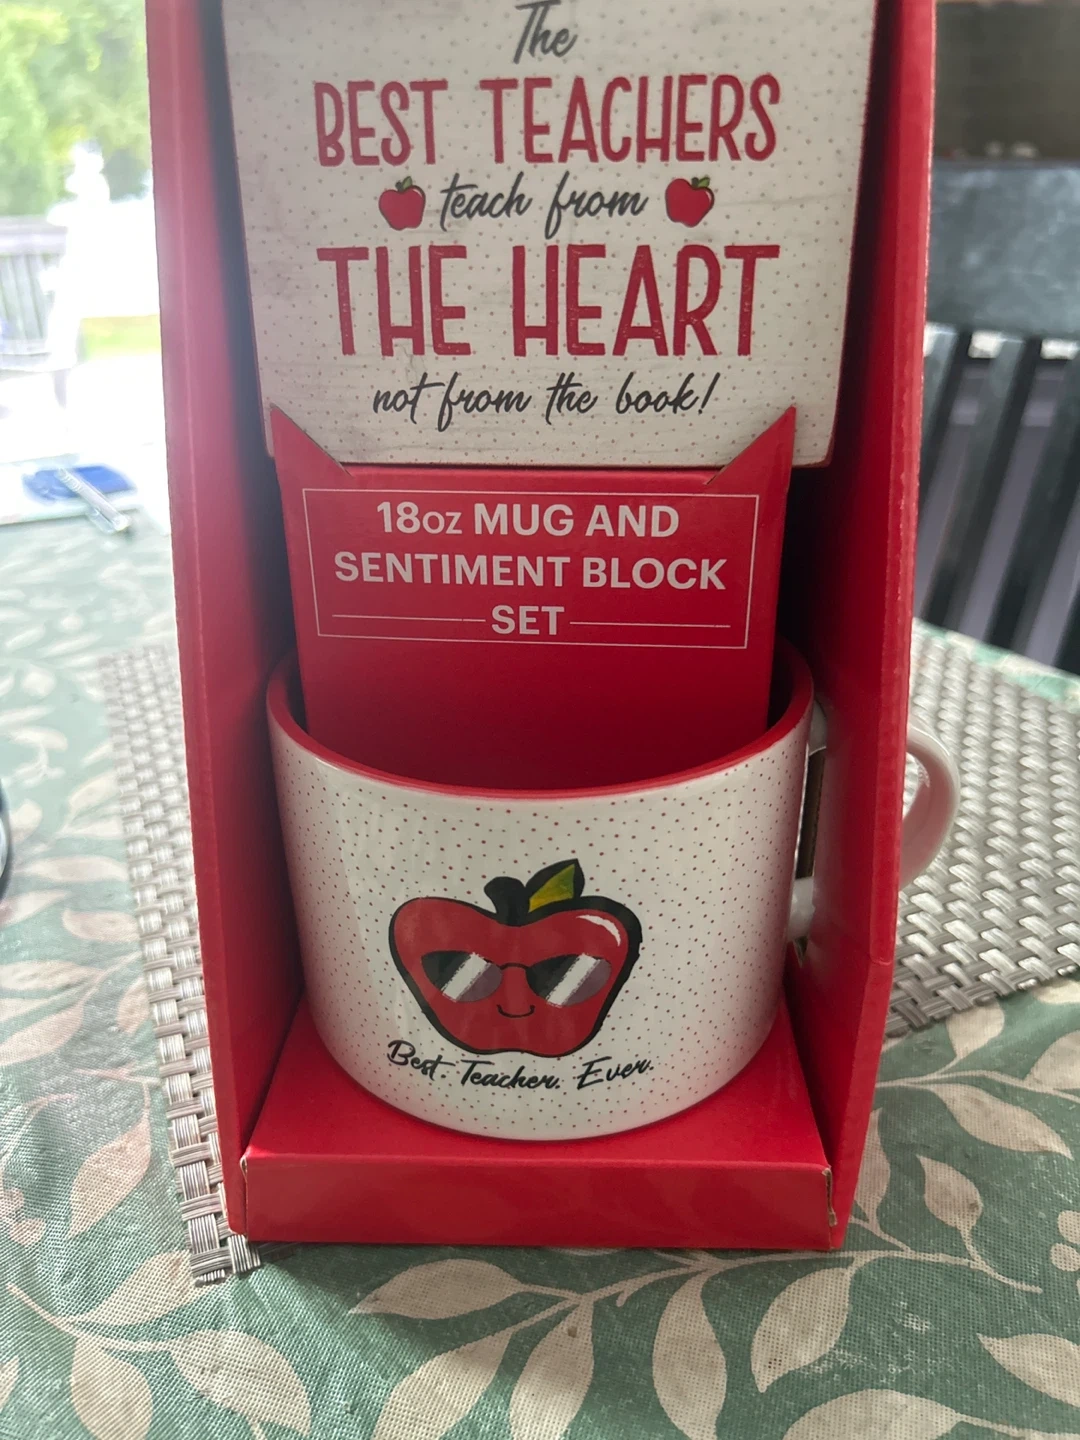 The
BEST TEACHERS
teach from
THE HEART
not from the book!
18oz MUG AND
SENTIMENT BLOCK
SET
Best. Teacher. Ever.